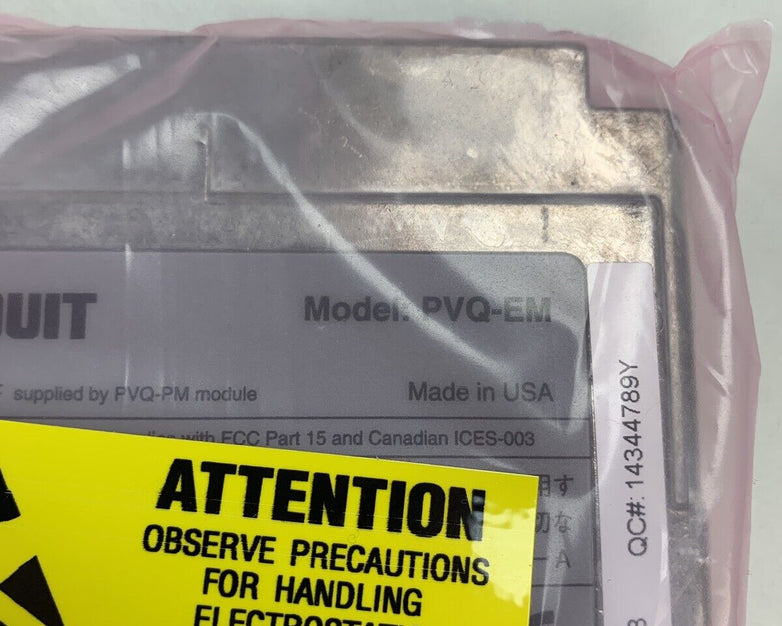 DUIT
Model: PVQ-EM
supplied by PVQ-PM module
Made in USA
with FCC Part 15 and Canadian ICES-003
ATTENTION
OBSERVE PRECAUTIONS
FOR HANDLING
QC#: 14344789Y